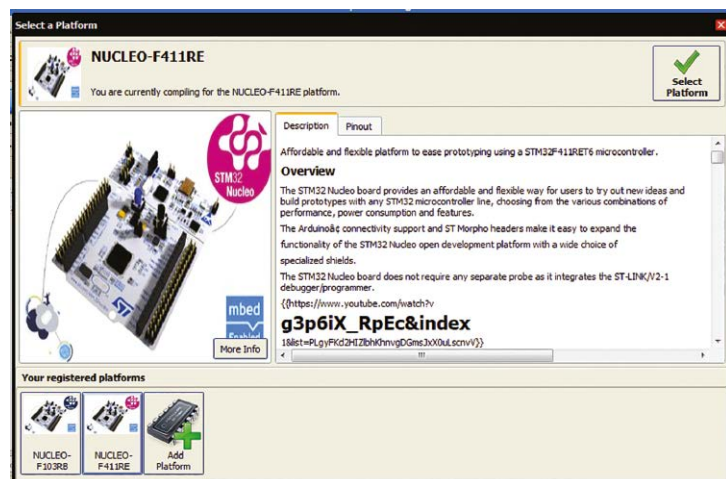 Select a Platform
NUCLEO-F411RE
You are currently compiling for the NUCLEO-F411RE platform.
Select
Platform
STM32
Nucleo
mbed
Enabled
More Info
Description
Pinout
Affordable and flexible platform to ease prototyping using a STM32F411RET6 microcontroller.
Overview
The STM32 Nucleo board provides an affordable and flexible way for users to try out new ideas and
build prototypes with any STM32 microcontroller line, choosing from the various combinations of
performance, power consumption and features.
The Arduinoâ¢ connectivity support and ST Morpho headers make it easy to expand the
functionality of the STM32 Nucleo open development platform with a wide choice of
specialized shields.
The STM32 Nucleo board does not require any separate probe as it integrates the ST-LINK/V2-1
debugger/programmer.
{{https://www.youtube.com/watch?v
g3p6iX_RpEc&index
1&list=PLgyFKd2HIZlbhKhnvgDGmsJxX0uLscnvV}}
Your registered platforms
NUCLEO-
F103RB
NUCLEO-
F411RE
Add
Platform